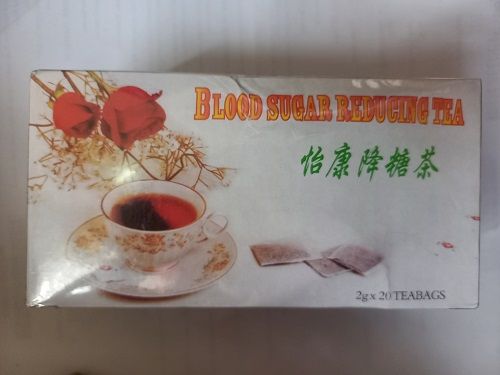 BLOOD SUGAR REDUCING TEA
怡康降糖茶
2g x 20 TEABAGS